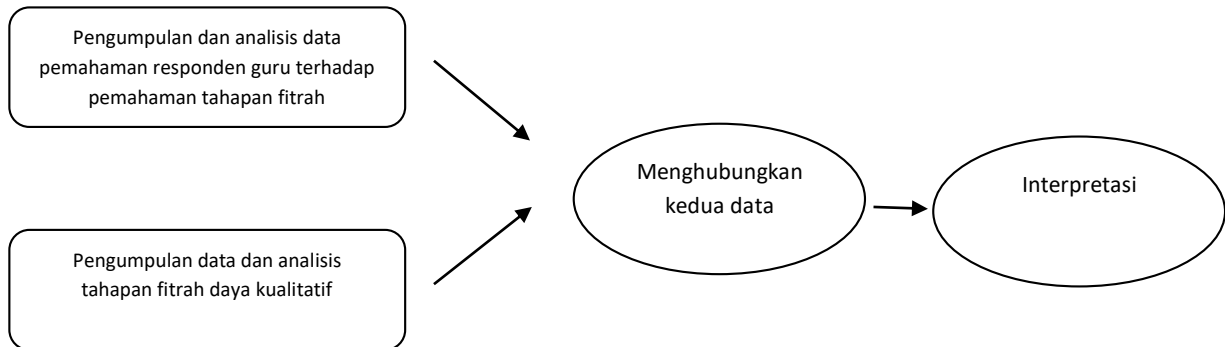 Pengumpulan dan analisis data
pemahaman responden guru terhadap
pemahaman tahapan fitrah
Menghubungkan
kedua data
Interpretasi
Pengumpulan data dan analisis
tahapan fitrah daya kualitatif